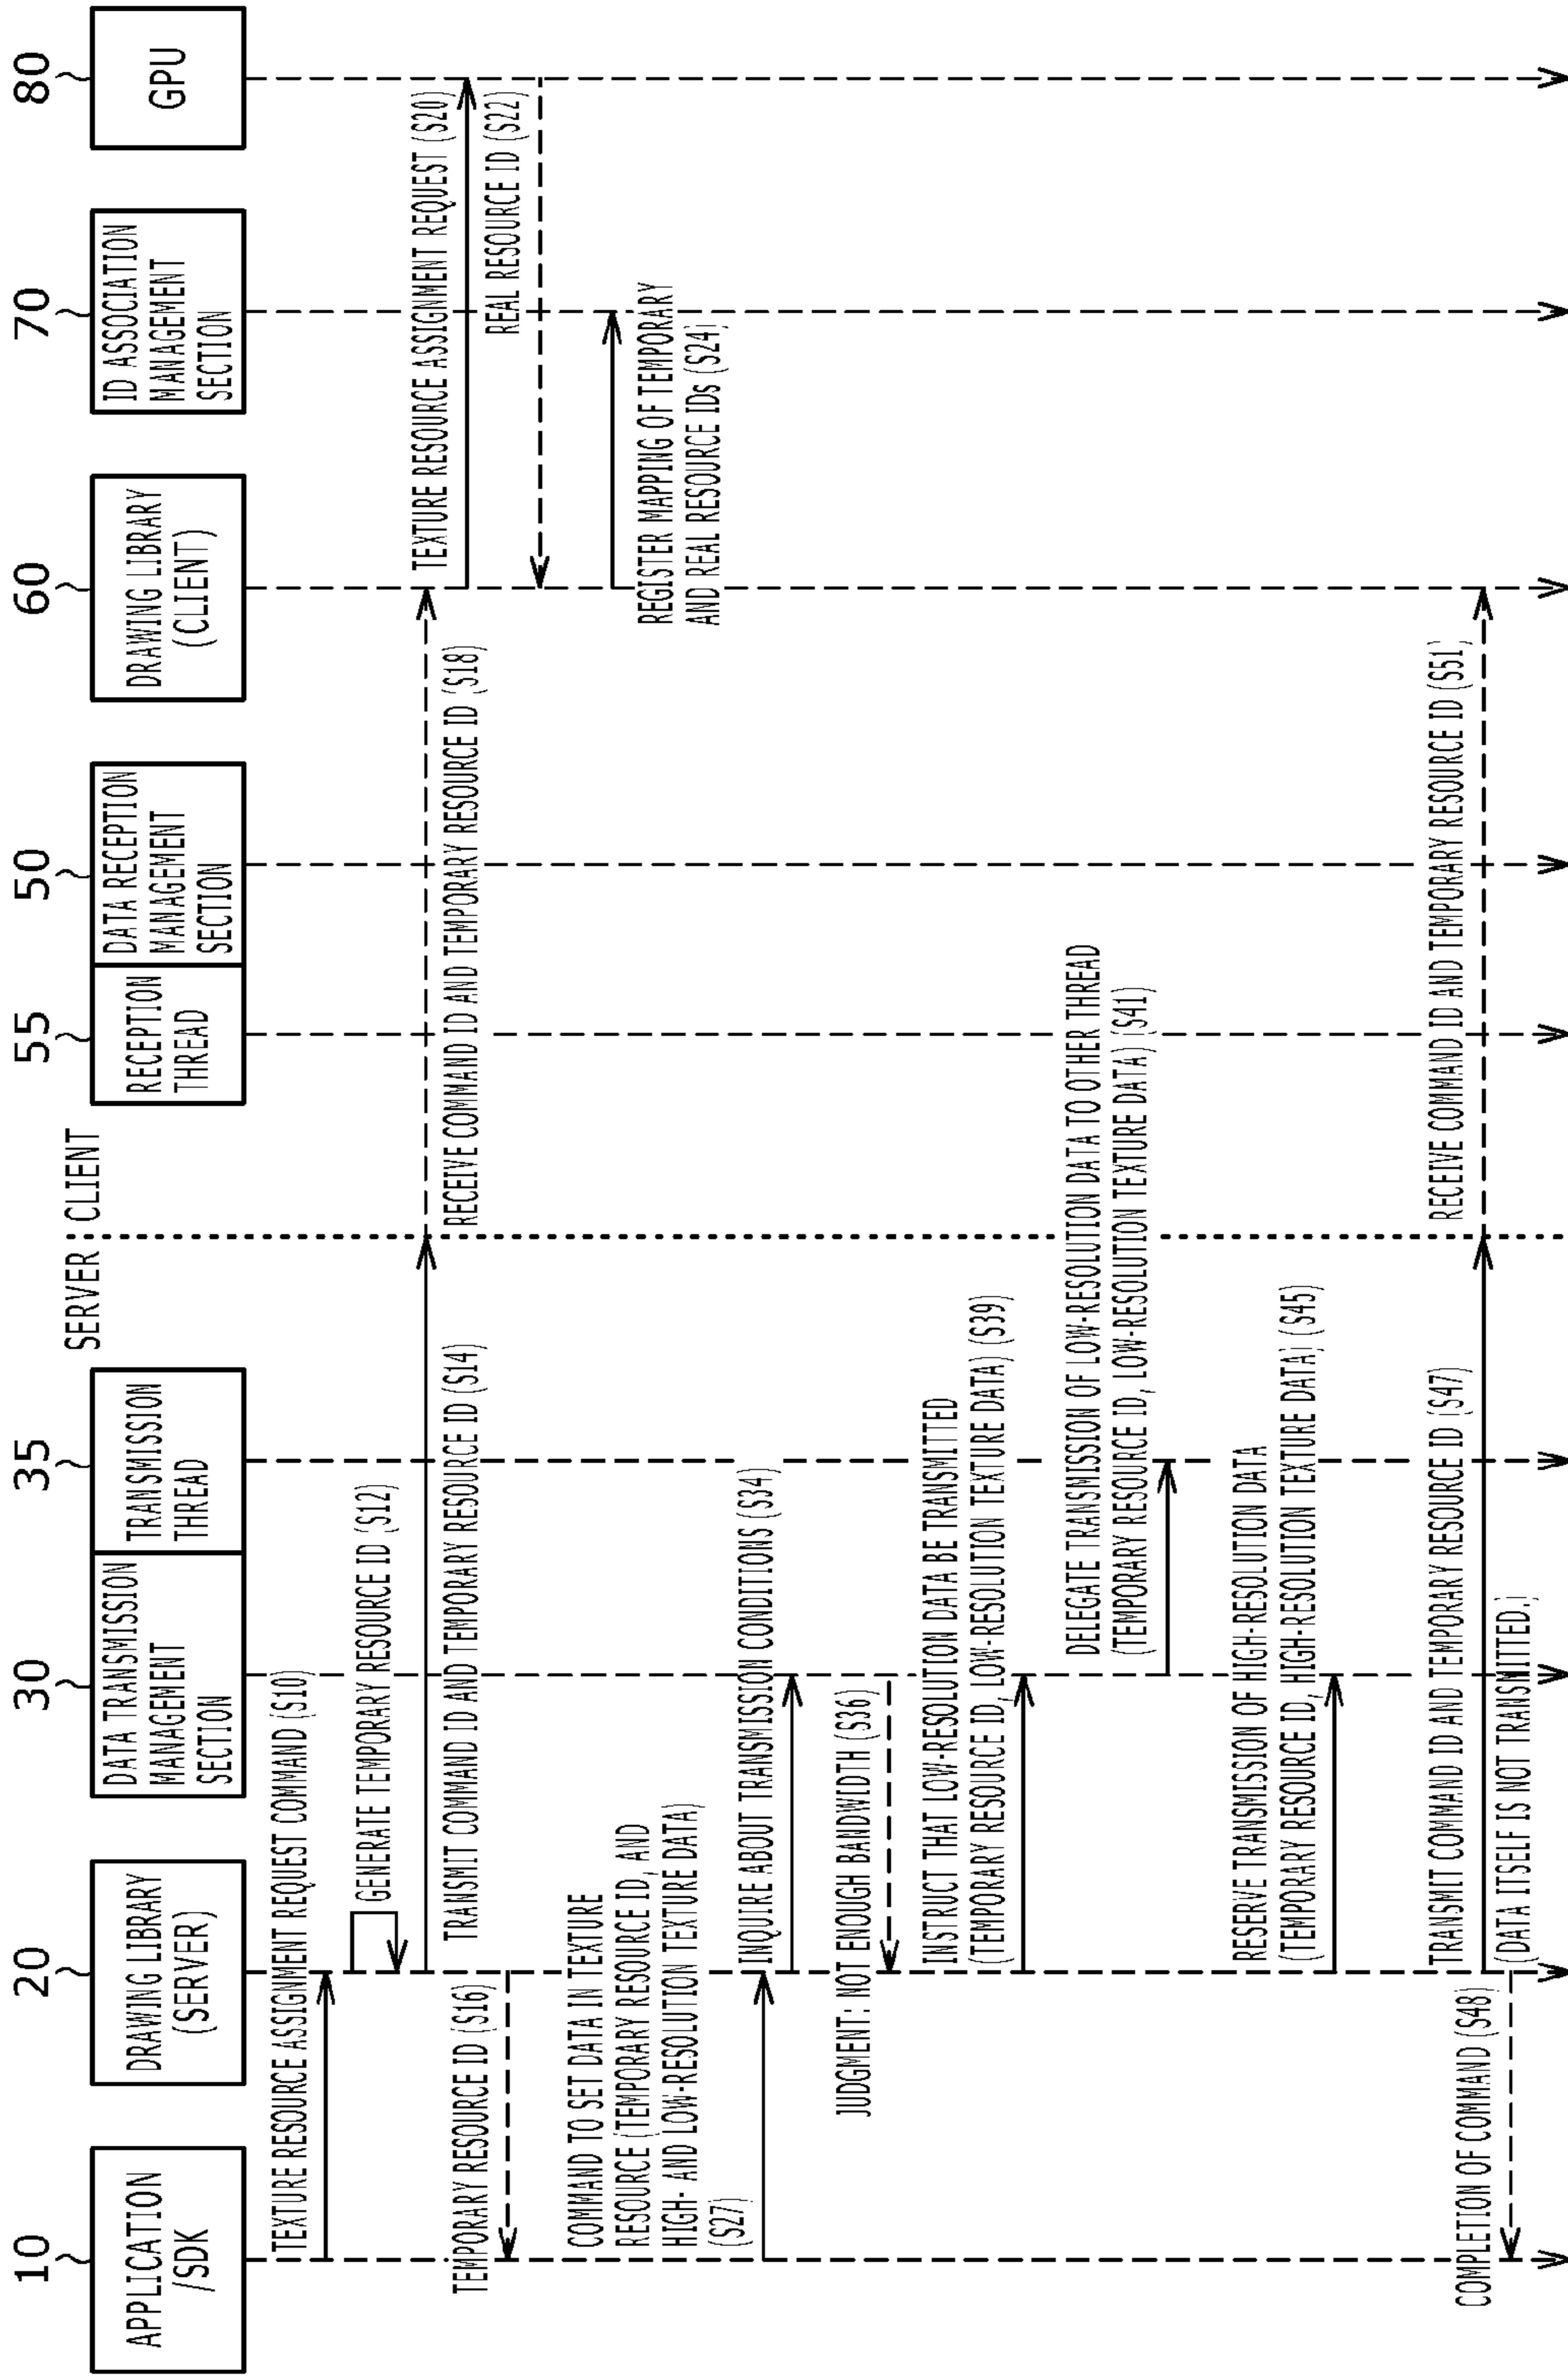 10
20
30
35
55
50
60
70
80
APPLICATION
/SDK
DRAWING LIBRARY
(SERVER)
DATA TRANSMISSION
MANAGEMENT
SECTION
TRANSMISSION
THREAD
SERVER
CLIENT
RECEPTION
THREAD
DATA RECEPTION
MANAGEMENT
SECTION
DRAWING LIBRARY
(CLIENT)
ID ASSOCIATION
MANAGEMENT
SECTION
GPU
TEXTURE RESOURCE ASSIGNMENT REQUEST COMMAND (S10)
GENERATE TEMPORARY RESOURCE ID (S12)
TRANSMIT COMMAND ID AND TEMPORARY RESOURCE ID (S14)
RECEIVE COMMAND ID AND TEMPORARY RESOURCE ID (S18)
TEXTURE RESOURCE ASSIGNMENT REQUEST (S20)
TEMPORARY RESOURCE ID (S16)
REAL RESOURCE ID (S22)
REGISTER MAPPING OF TEMPORARY
AND REAL RESOURCE IDs (S24)
COMMAND TO SET DATA IN TEXTURE
RESOURCE (TEMPORARY RESOURCE ID, AND
HIGH- AND LOW-RESOLUTION TEXTURE DATA)
(S27)
INQUIRE ABOUT TRANSMISSION CONDITIONS (S34)
JUDGMENT: NOT ENOUGH BANDWIDTH (S36)
INSTRUCT THAT LOW-RESOLUTION DATA BE TRANSMITTED
(TEMPORARY RESOURCE ID, LOW-RESOLUTION TEXTURE DATA) (S39)
DELEGATE TRANSMISSION OF LOW-RESOLUTION DATA TO OTHER THREAD
(TEMPORARY RESOURCE ID, LOW-RESOLUTION TEXTURE DATA) (S41)
RESERVE TRANSMISSION OF HIGH-RESOLUTION DATA
(TEMPORARY RESOURCE ID, HIGH-RESOLUTION TEXTURE DATA) (S45)
TRANSMIT COMMAND ID AND TEMPORARY RESOURCE ID (S47)
RECEIVE COMMAND ID AND TEMPORARY RESOURCE ID (S51)
COMPLETION OF COMMAND (S48)
(DATA ITSELF IS NOT TRANSMITTED.)